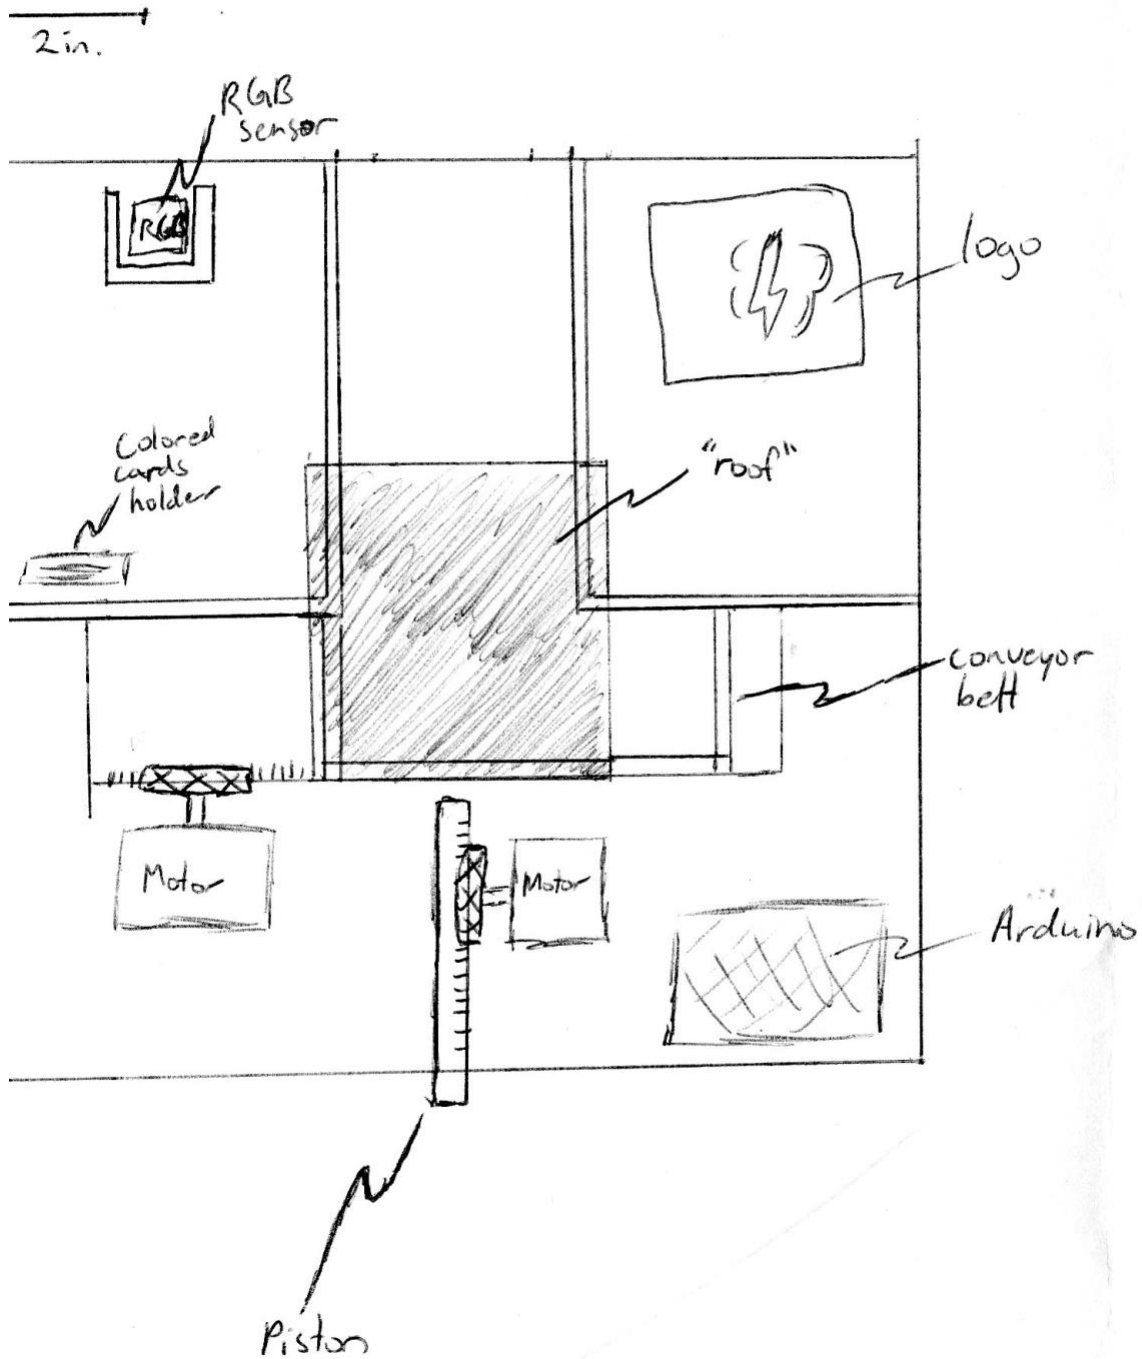 2in.
RGB
sensor
RGB
logo
Colored
cards
holder
"roof"
conveyor
belt
Motor
Motor
Arduino
Piston